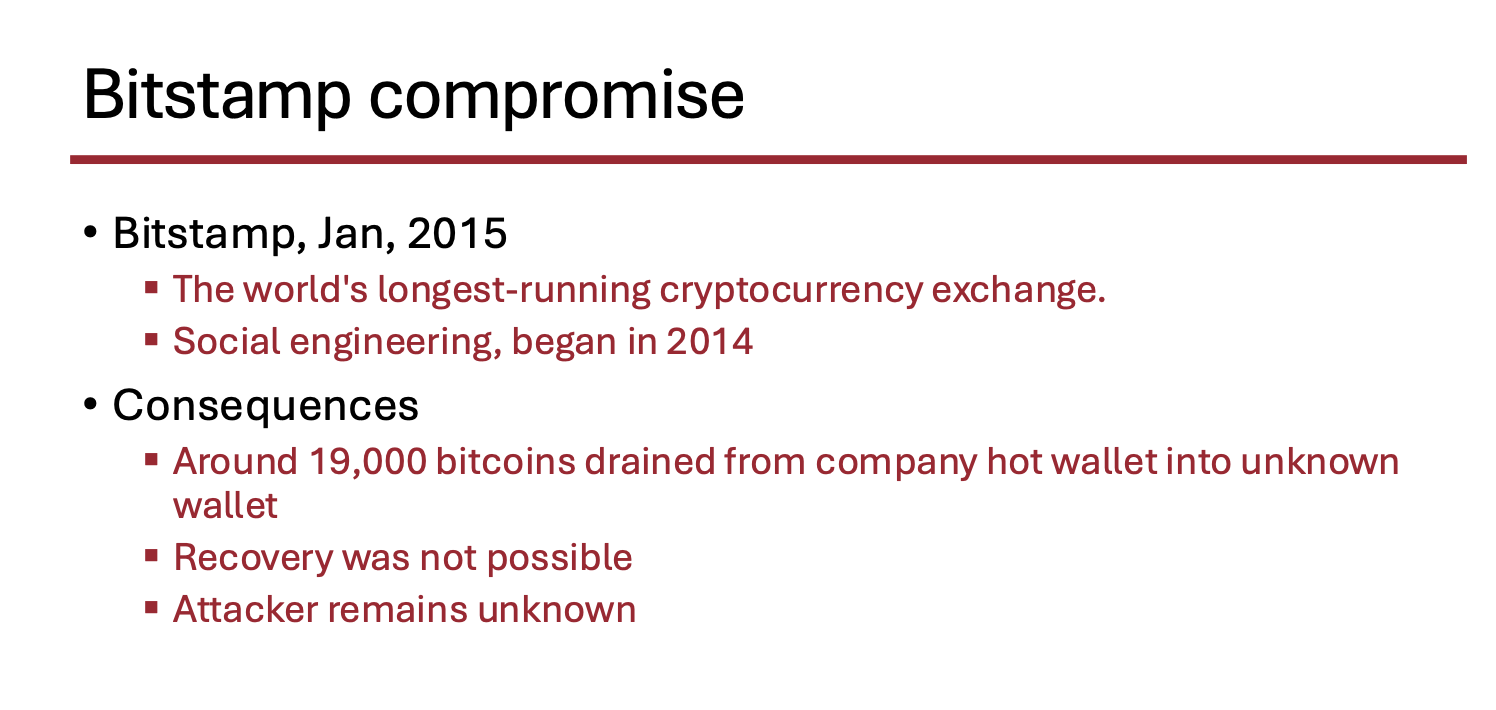 Bitstamp compromise
• Bitstamp, Jan, 2015
▪ The world's longest-running cryptocurrency exchange.
▪ Social engineering, began in 2014
• Consequences
▪ Around 19,000 bitcoins drained from company hot wallet into unknown
wallet
▪ Recovery was not possible
▪ Attacker remains unknown